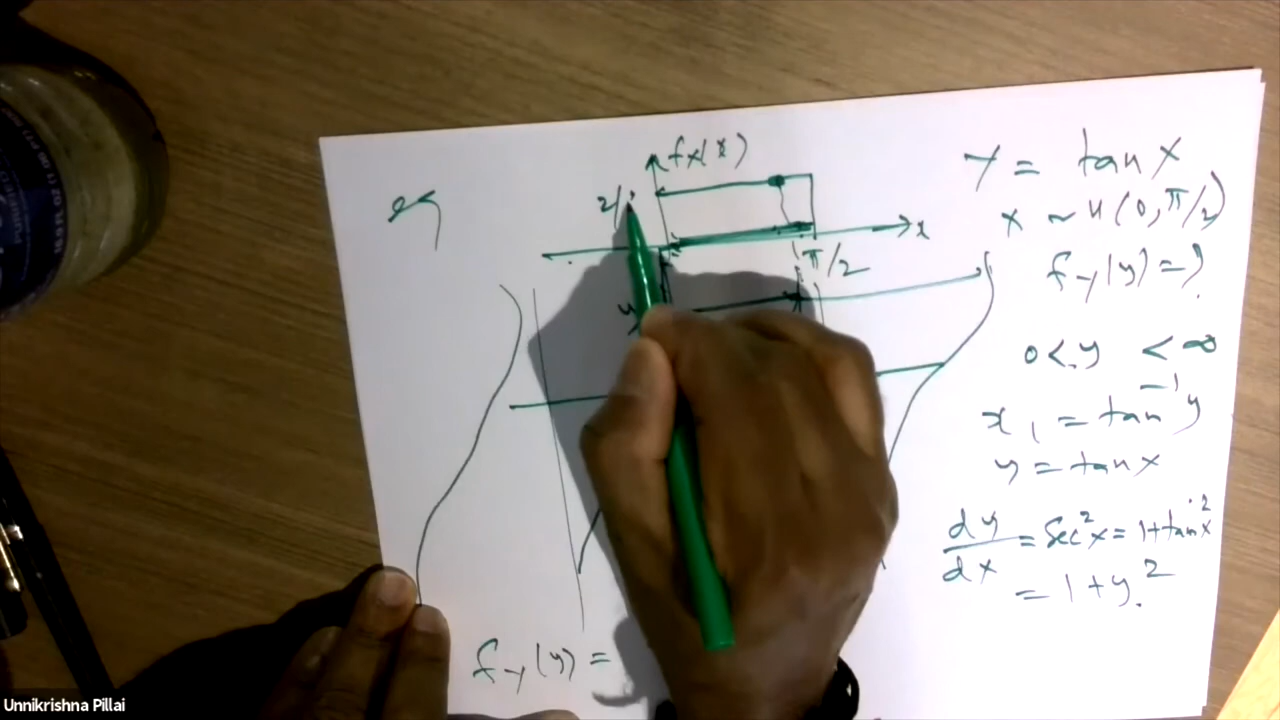 eg
fx(x)
2/
x
π/2
y
fY(y) =
Y = tan X
X ~ U(0, π/2)
fY(y) = ?
0 < y < ∞
x1 = tan⁻¹ y
y = tan x
dy/dx = Sec²x = 1 + tan²x
= 1 + y².
Unnikrishna Pillai